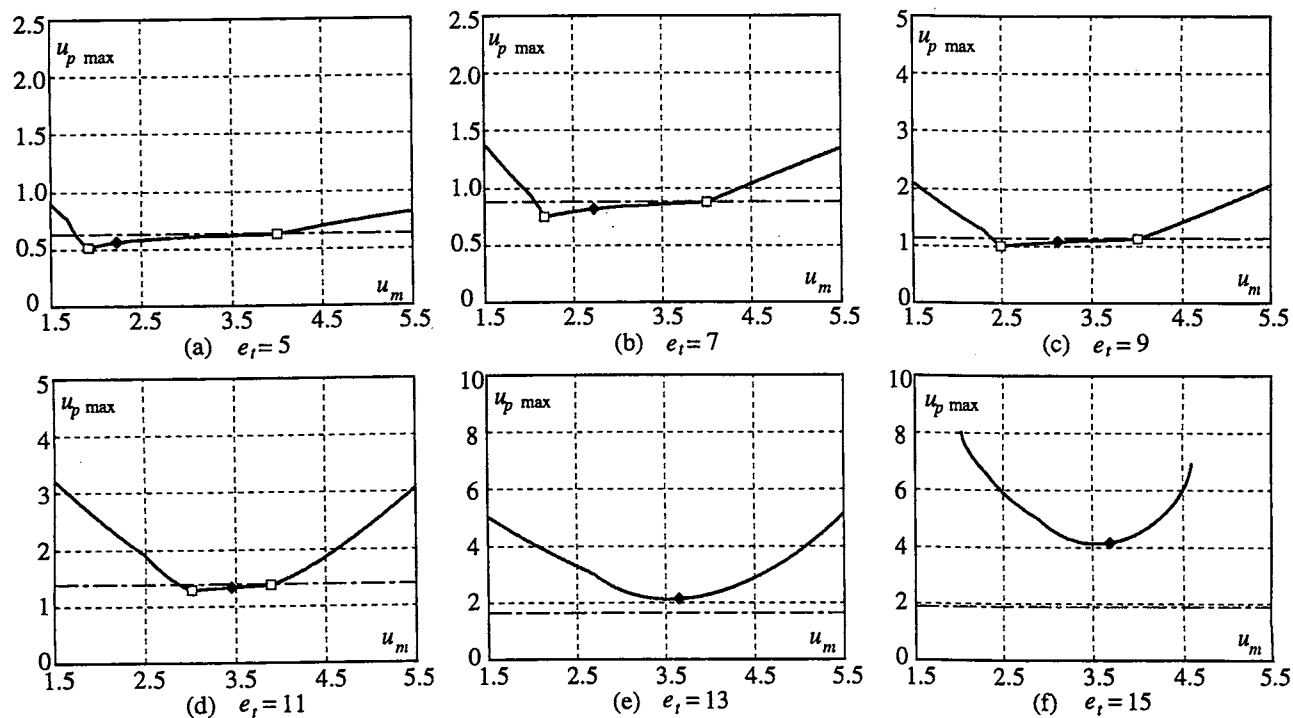 2.5
u_p max
2.0
1.5
1.0
0.5
0
u_m
1.5 2.5 3.5 4.5 5.5
(a) e_t = 5
2.5
u_p max
2.0
1.5
1.0
0.5
0
u_m
1.5 2.5 3.5 4.5 5.5
(b) e_t = 7
5
u_p max
4
3
2
1
0
u_m
1.5 2.5 3.5 4.5 5.5
(c) e_t = 9
5
u_p max
4
3
2
1
0
u_m
1.5 2.5 3.5 4.5 5.5
(d) e_t = 11
10
u_p max
8
6
4
2
0
u_m
1.5 2.5 3.5 4.5 5.5
(e) e_t = 13
10
u_p max
8
6
4
2
0
u_m
1.5 2.5 3.5 4.5 5.5
(f) e_t = 15